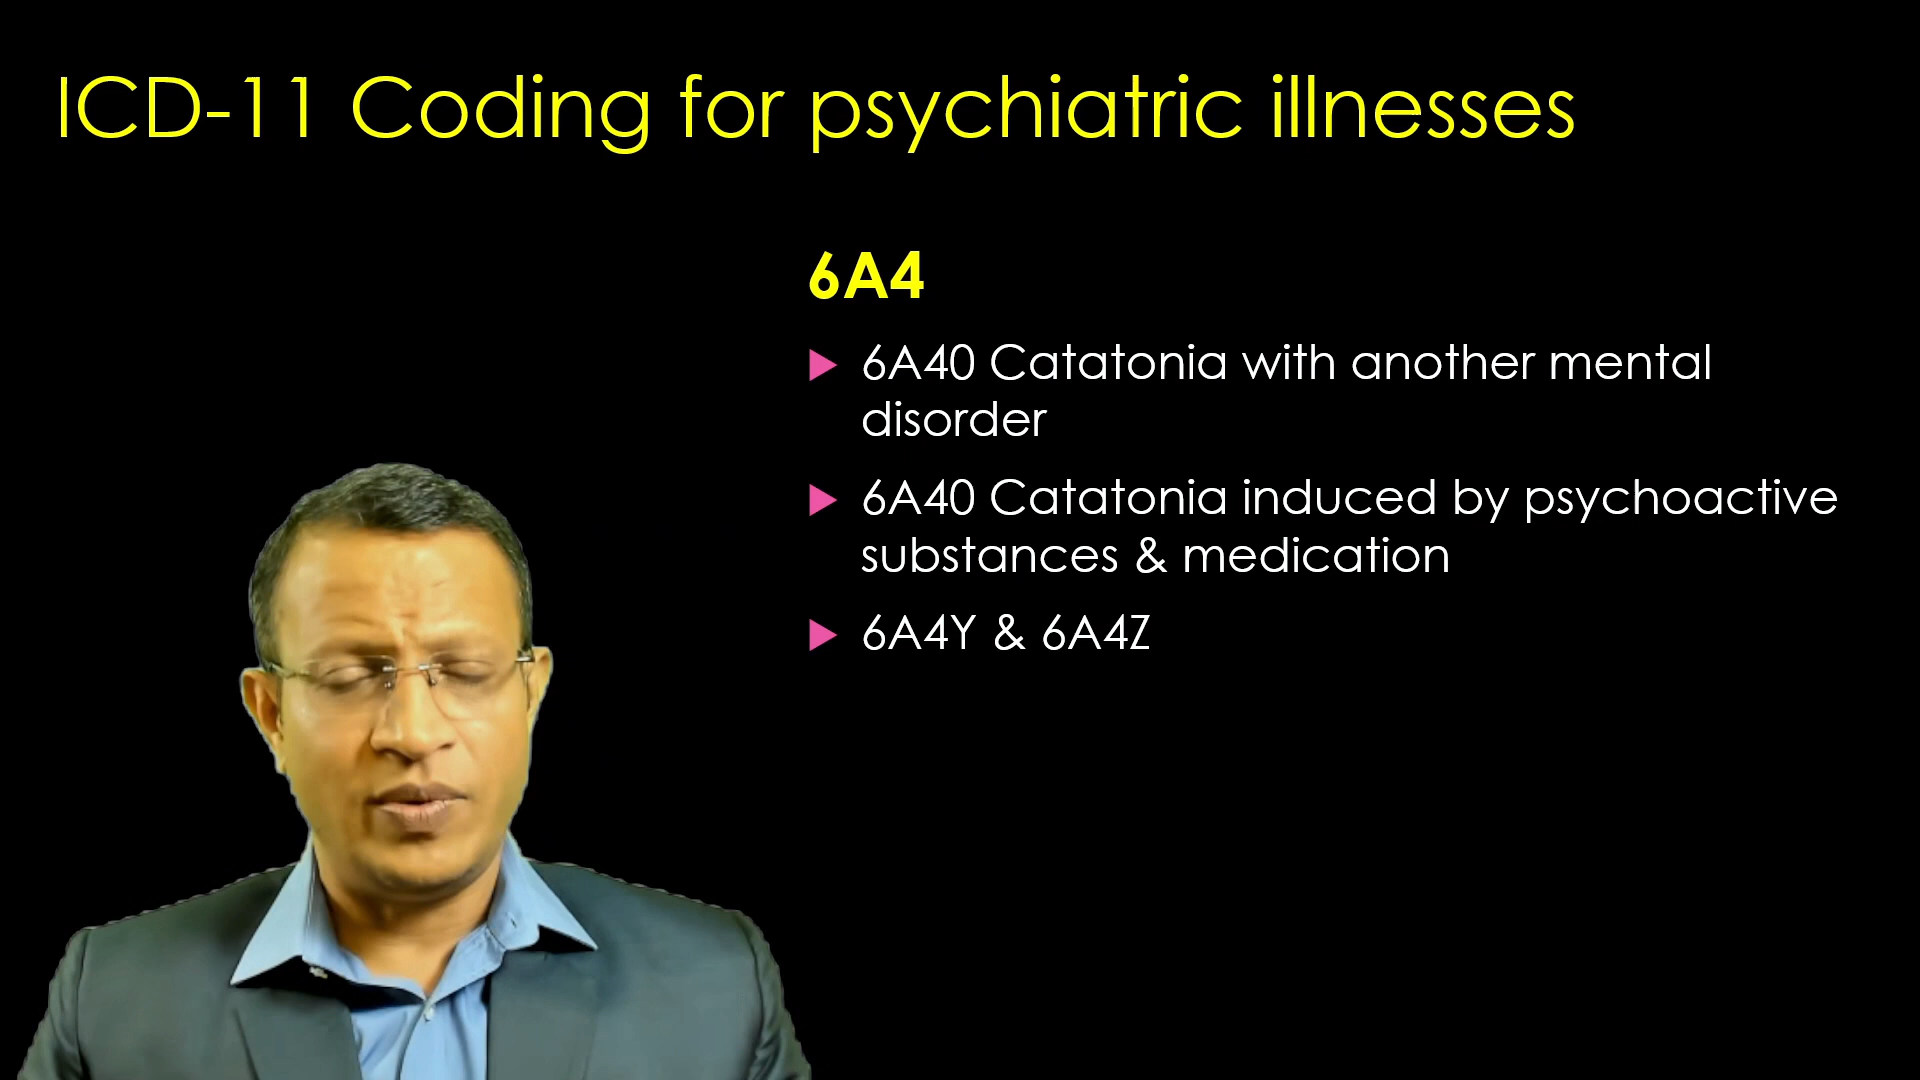 ICD-11 Coding for psychiatric illnesses
6A4
6A40 Catatonia with another mental
disorder
6A40 Catatonia induced by psychoactive
substances & medication
6A4Y & 6A4Z